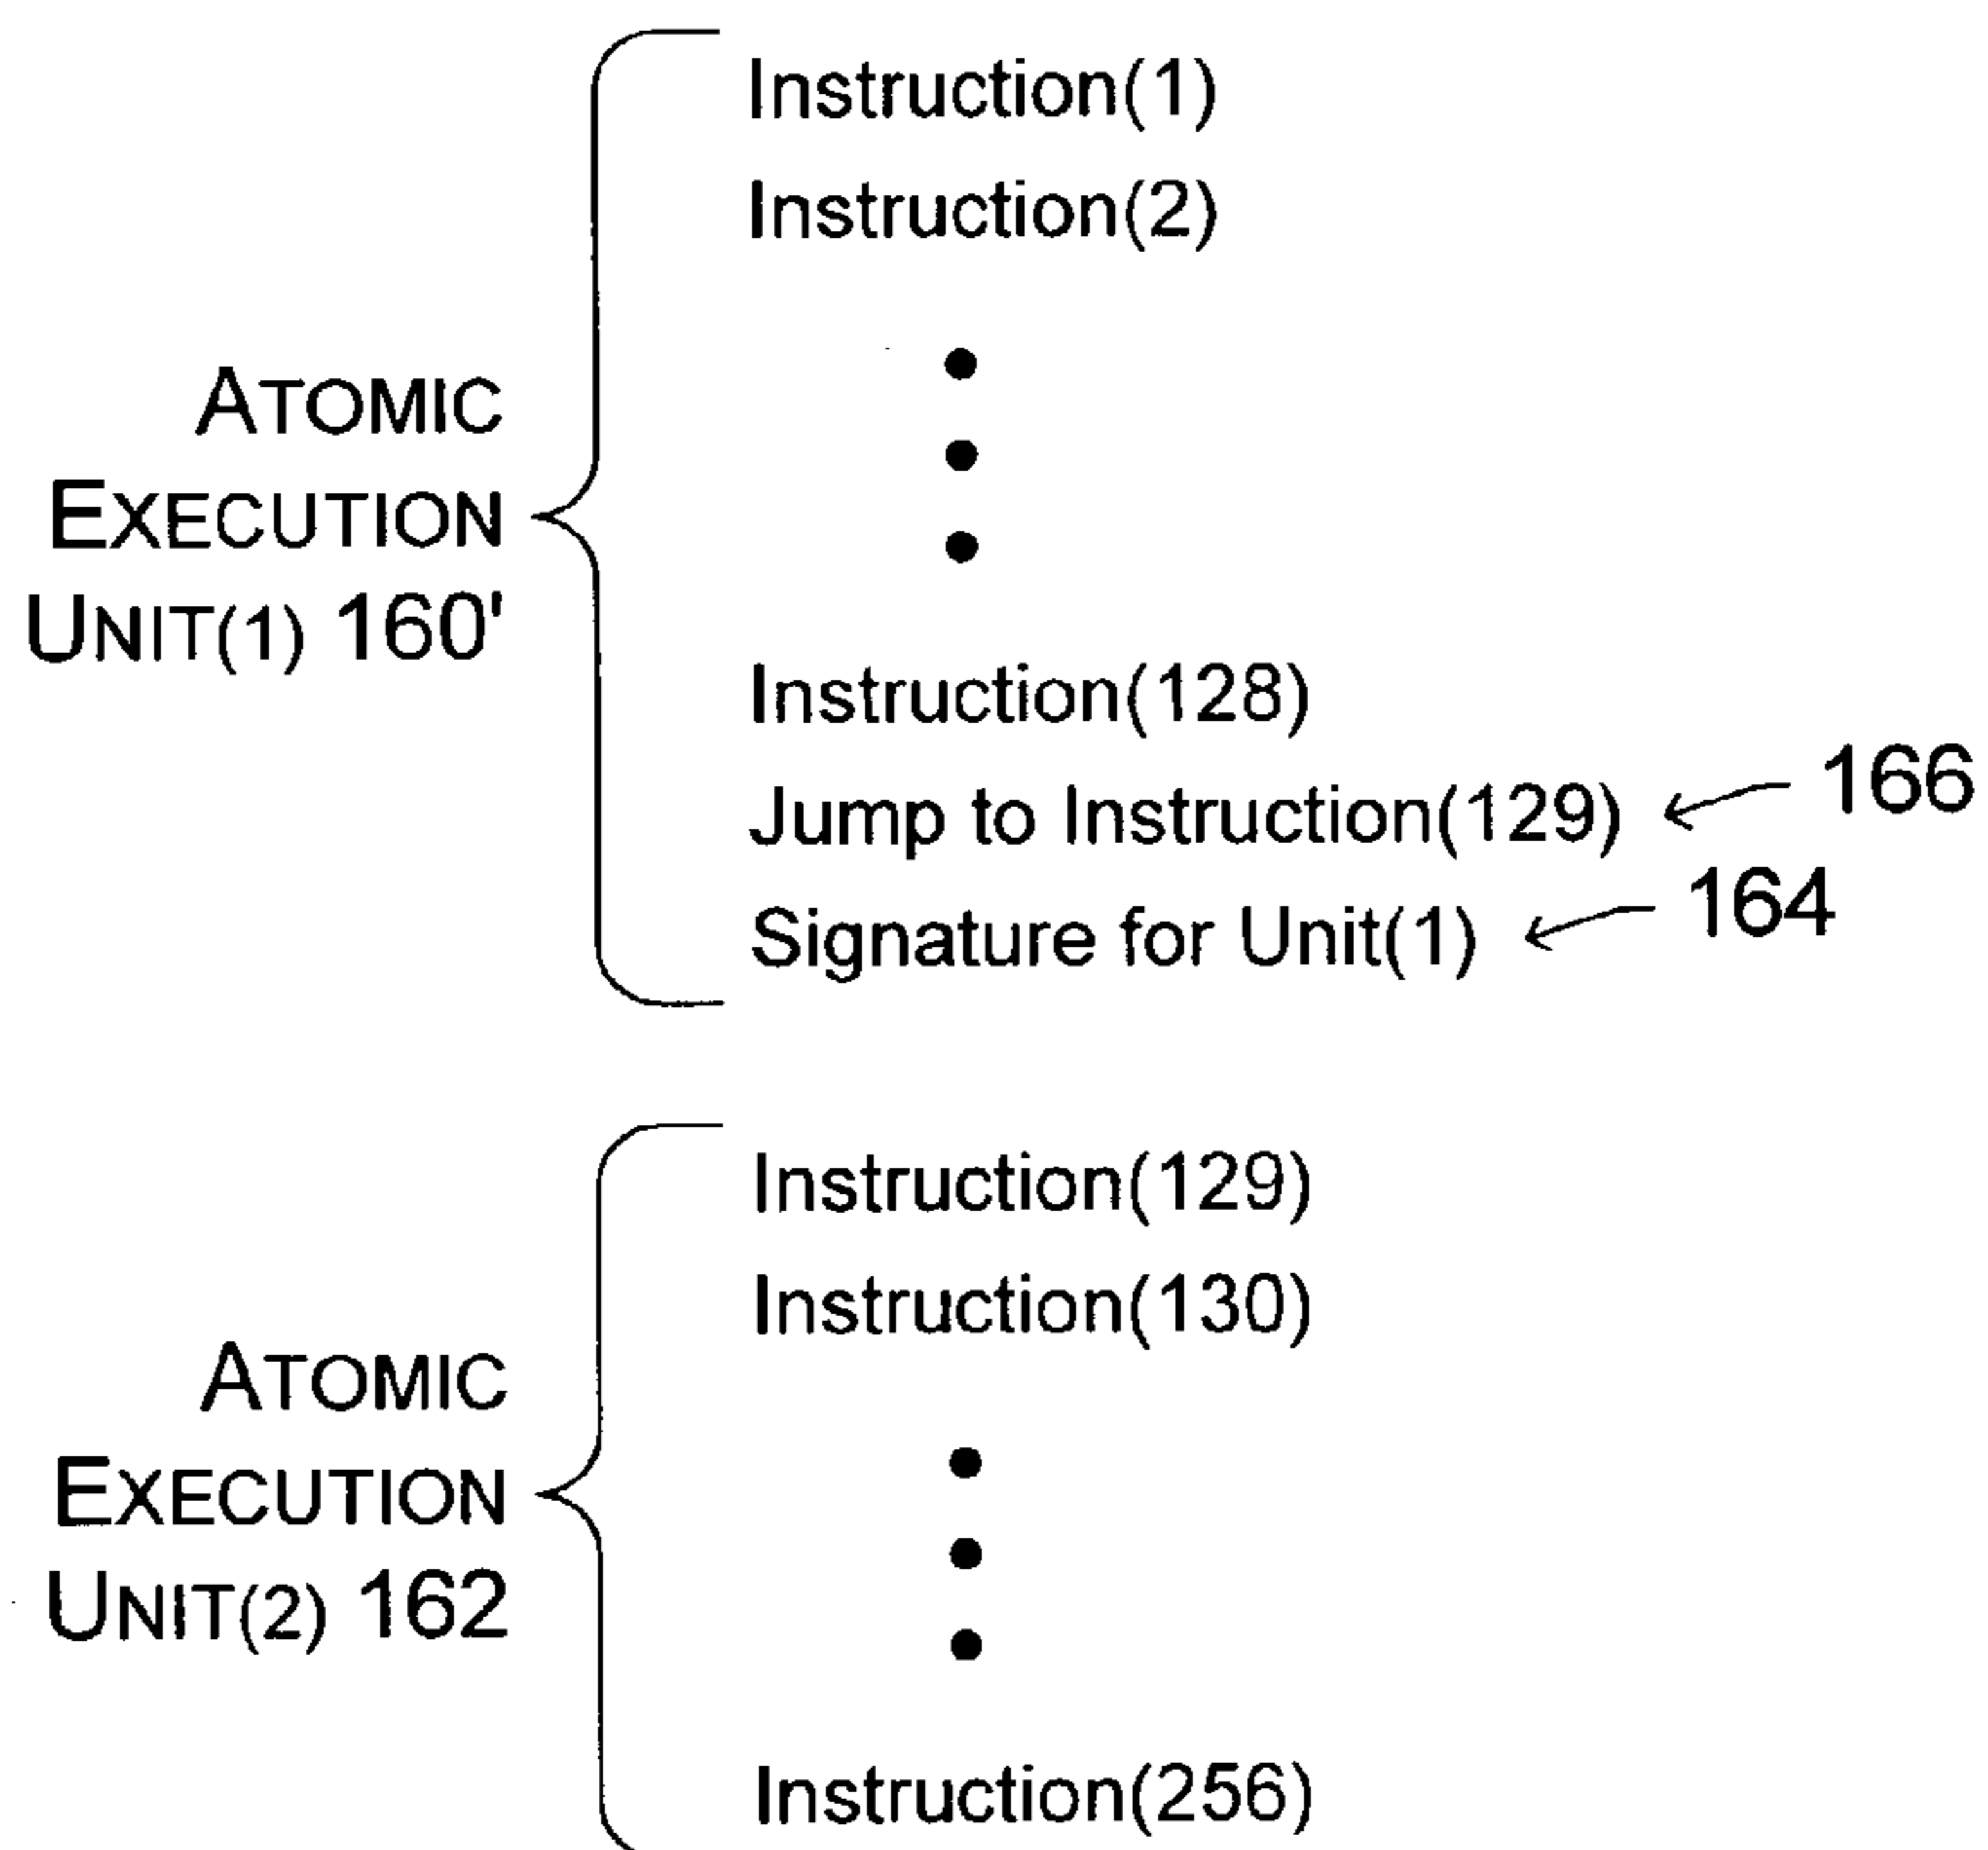 Instruction(1)
Instruction(2)
ATOMIC
EXECUTION
UNIT(1) 160'
Instruction(128)
Jump to Instruction(129) 166
Signature for Unit(1) 164
Instruction(129)
Instruction(130)
ATOMIC
EXECUTION
UNIT(2) 162
Instruction(256)